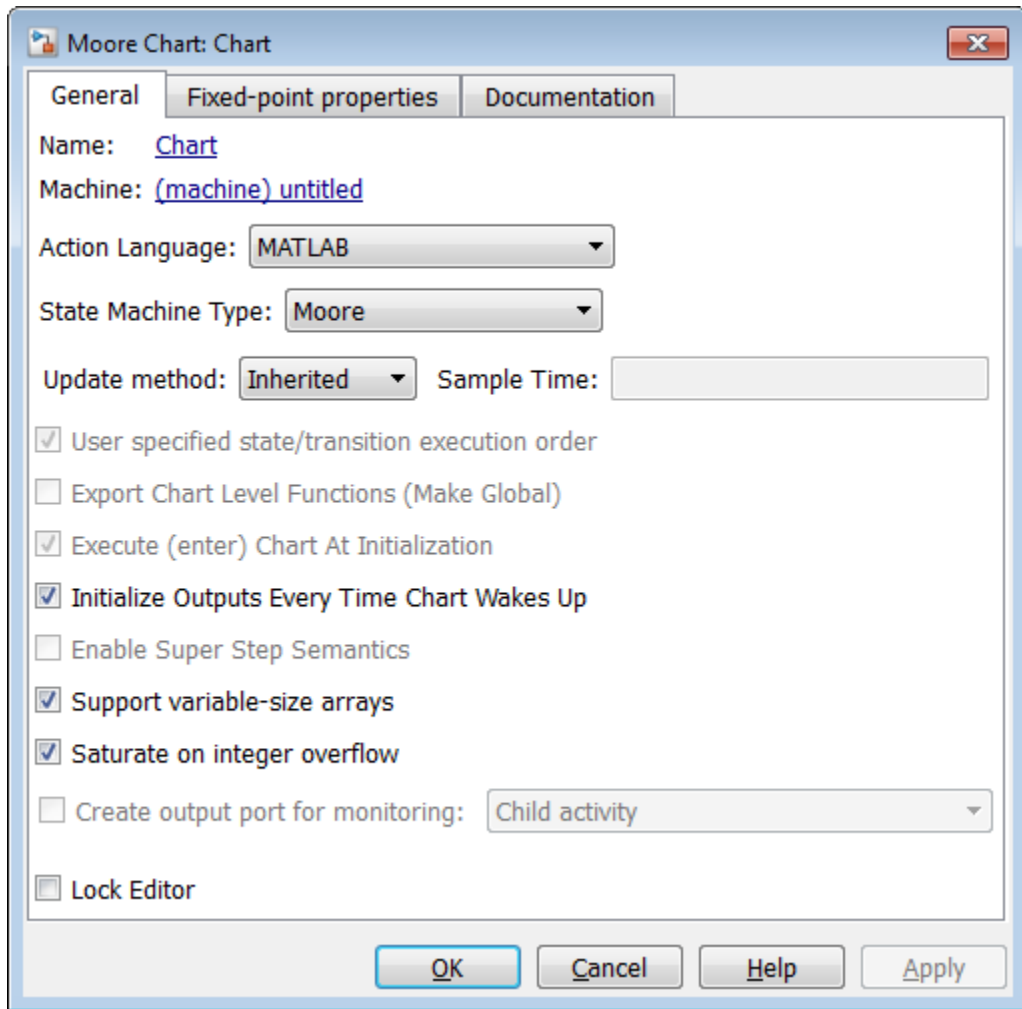 Moore Chart: Chart
General Fixed-point properties Documentation
Name: Chart
Machine: (machine) untitled
Action Language: MATLAB
State Machine Type: Moore
Update method: Inherited Sample Time:
User specified state/transition execution order
Export Chart Level Functions (Make Global)
Execute (enter) Chart At Initialization
Initialize Outputs Every Time Chart Wakes Up
Enable Super Step Semantics
Support variable-size arrays
Saturate on integer overflow
Create output port for monitoring: Child activity
Lock Editor
OK Cancel Help Apply